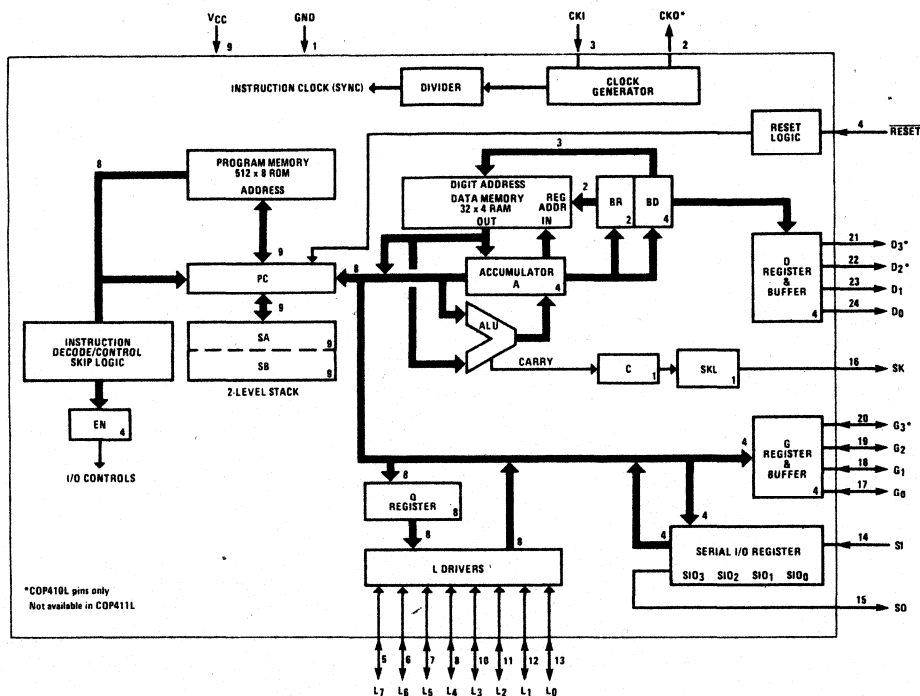 VCC GND CKI CKO*
9 1 3 2
INSTRUCTION CLOCK (SYNC)
DIVIDER
CLOCK
GENERATOR
RESET
LOGIC
4
RESET
8
PROGRAM MEMORY
512 x 8 ROM
ADDRESS
9
PC
8
9
SA
9
SB
9
2-LEVEL STACK
INSTRUCTION
DECODE/CONTROL
SKIP LOGIC
EN
4
I/O CONTROLS
3
DIGIT ADDRESS
DATA MEMORY
32 x 4 RAM
REG
ADDR
OUT
IN
2
BR
2
BD
4
ACCUMULATOR
A
4
ALU
CARRY
C
1
SKL
1
16
SK
D
REGISTER
&
BUFFER
4
21 D3*
22 D2*
23 D1
24 D0
4
G
REGISTER
&
BUFFER
4
20 G3*
19 G2
18 G1
17 G0
8
Q
REGISTER
8
8
8
L DRIVERS
4
4
SERIAL I/O REGISTER
SIO3 SIO2 SIO1 SIO0
14 SI
15 SO
*COP410L pins only
Not available in COP411L
5 6 7 8 10 11 12 13
L7 L6 L5 L4 L3 L2 L1 L0